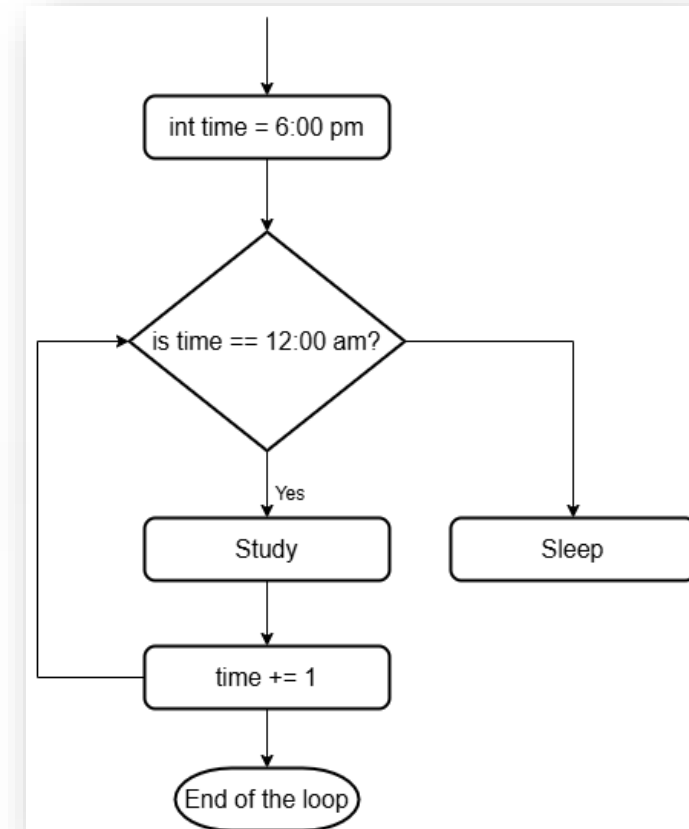 int time = 6:00 pm
is time == 12:00 am?
Yes
Study
Sleep
time += 1
End of the loop